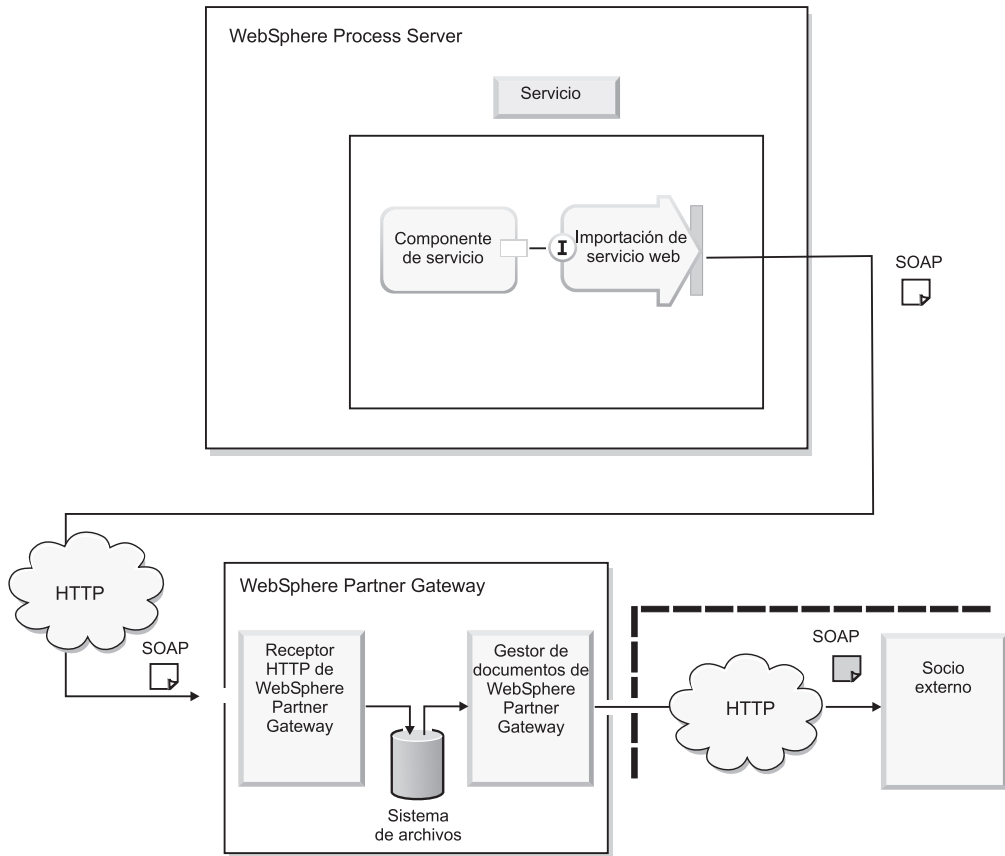 WebSphere Process Server
Servicio
Componente
de servicio
I
Importación de
servicio web
SOAP
HTTP
SOAP
WebSphere Partner Gateway
Receptor
HTTP de
WebSphere
Partner
Gateway
Sistema
de archivos
Gestor de
documentos de
WebSphere
Partner
Gateway
HTTP
SOAP
Socio
externo